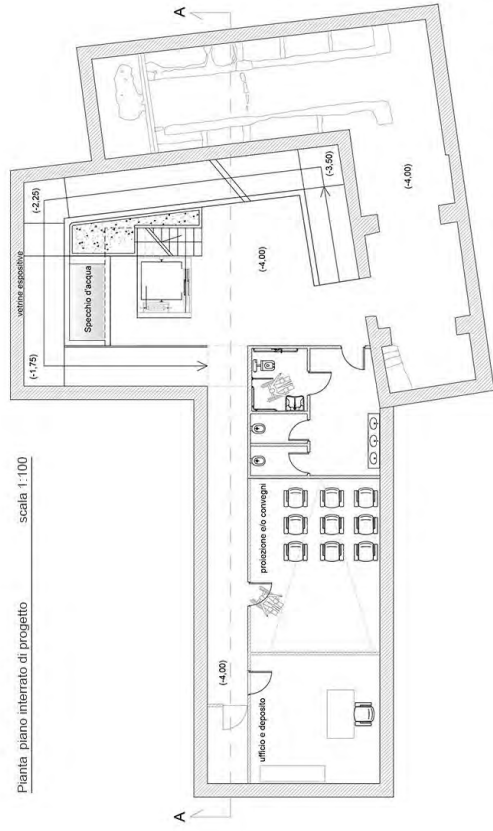 Pianta piano interrato di progetto scala 1:100
A A
vetrine espositive
(-1,75)
(-2,25)
Specchio d'acqua
(-3,50)
(-4,00)
(-4,00)
(-4,00)
proiezione e/o convegni
ufficio e deposito